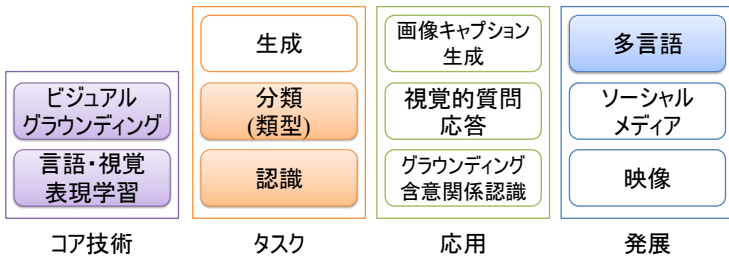 ビジュアル
グラウンディング
言語・視覚
表現学習
コア技術
生成
分類
(類型)
認識
タスク
画像キャプション
生成
視覚的質問
応答
グラウンディング
含意関係認識
応用
多言語
ソーシャル
メディア
映像
発展